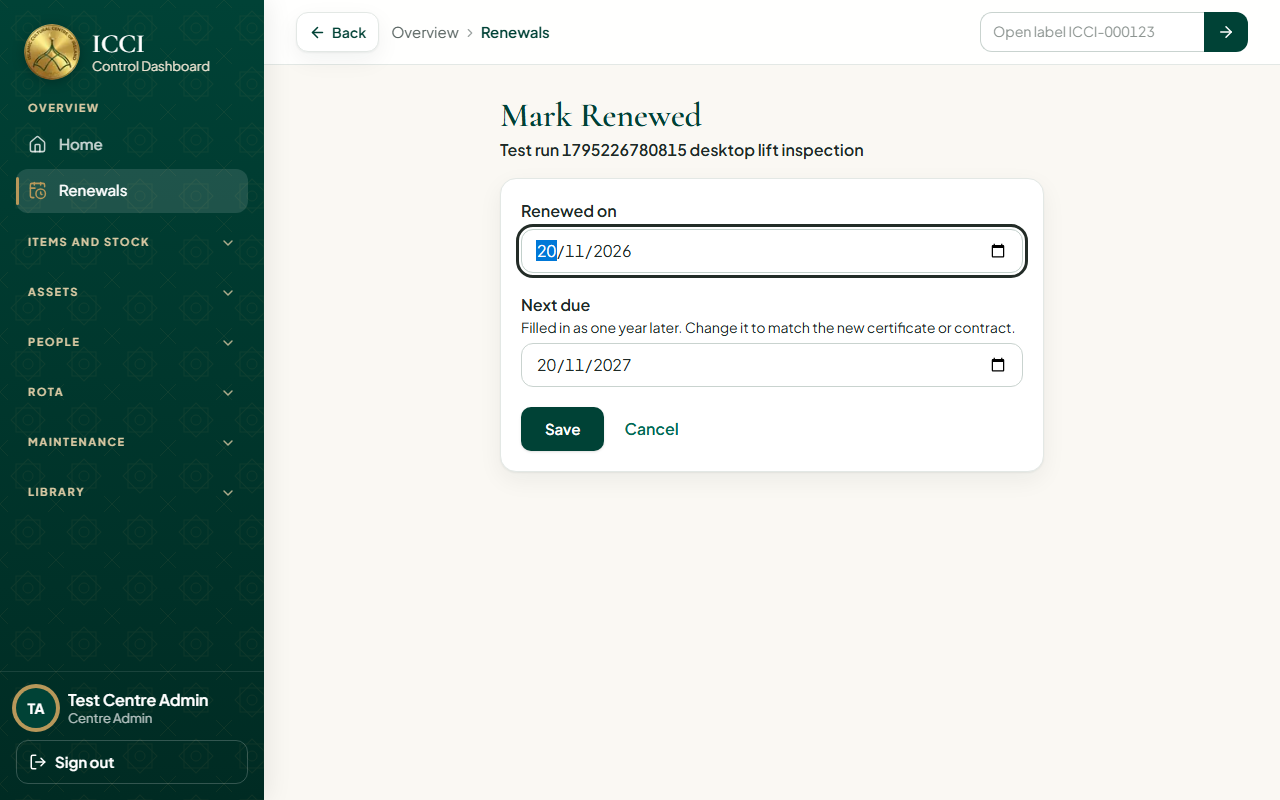 ICCI
Control Dashboard
OVERVIEW
Home
Renewals
ITEMS AND STOCK
ASSETS
PEOPLE
ROTA
MAINTENANCE
LIBRARY
TA
Test Centre Admin
Centre Admin
Sign out
Back
Overview › Renewals
Open label ICCI-000123
Mark Renewed
Test run 1795226780815 desktop lift inspection
Renewed on
20/11/2026
Next due
Filled in as one year later. Change it to match the new certificate or contract.
20/11/2027
Save
Cancel